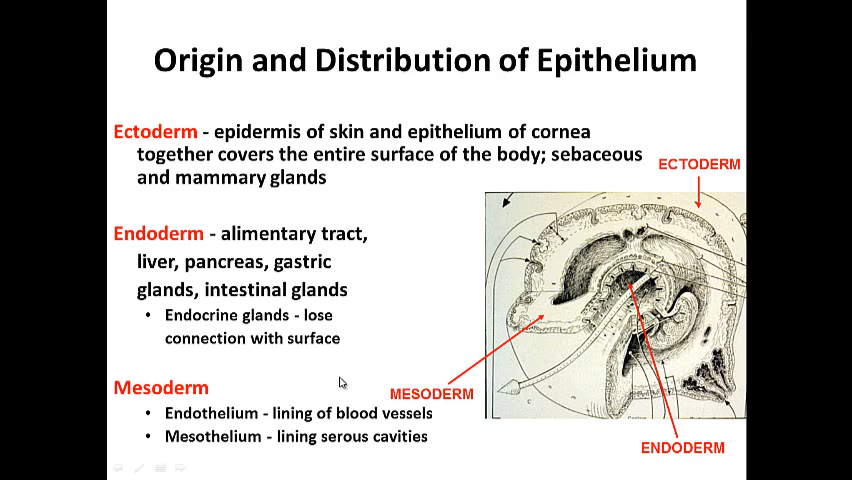 Origin and Distribution of Epithelium
Ectoderm - epidermis of skin and epithelium of cornea
together covers the entire surface of the body; sebaceous
and mammary glands
ECTODERM
Endoderm - alimentary tract,
liver, pancreas, gastric
glands, intestinal glands
• Endocrine glands - lose
connection with surface
Mesoderm
• Endothelium - lining of blood vessels
• Mesothelium - lining serous cavities
MESODERM
ENDODERM